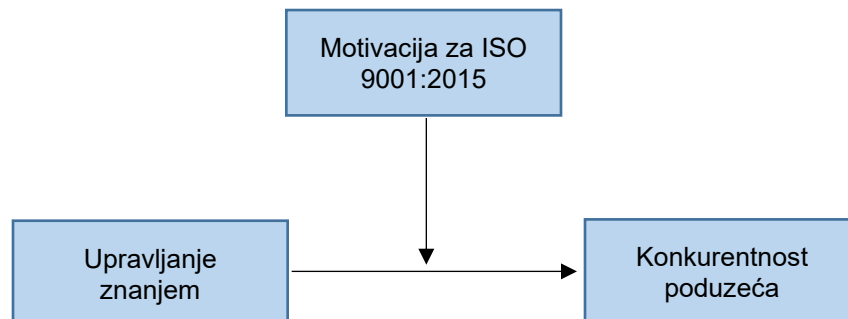 Motivacija za ISO
9001:2015
Upravljanje
znanjem
Konkurentnost
poduzeća